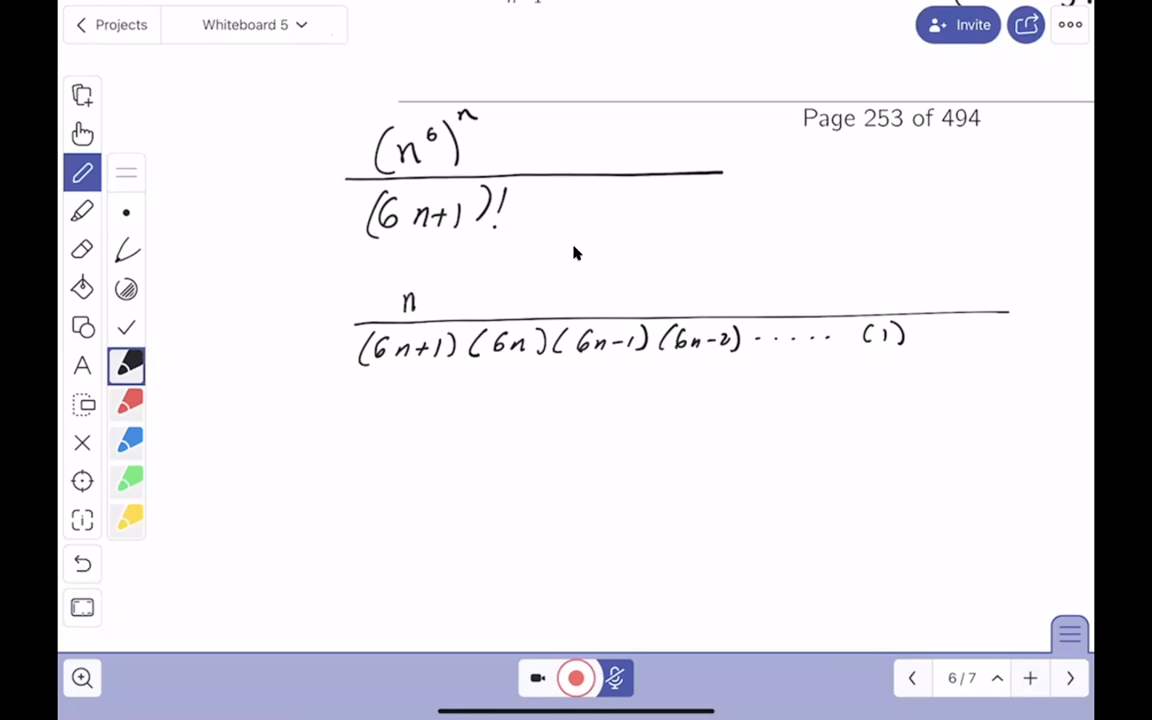 Projects
Whiteboard 5
Invite
Page 253 of 494
(n⁶)ⁿ
(6n+1)!
n
(6n+1)(6n)(6n-1)(6n-2).....(1)
A
6/7